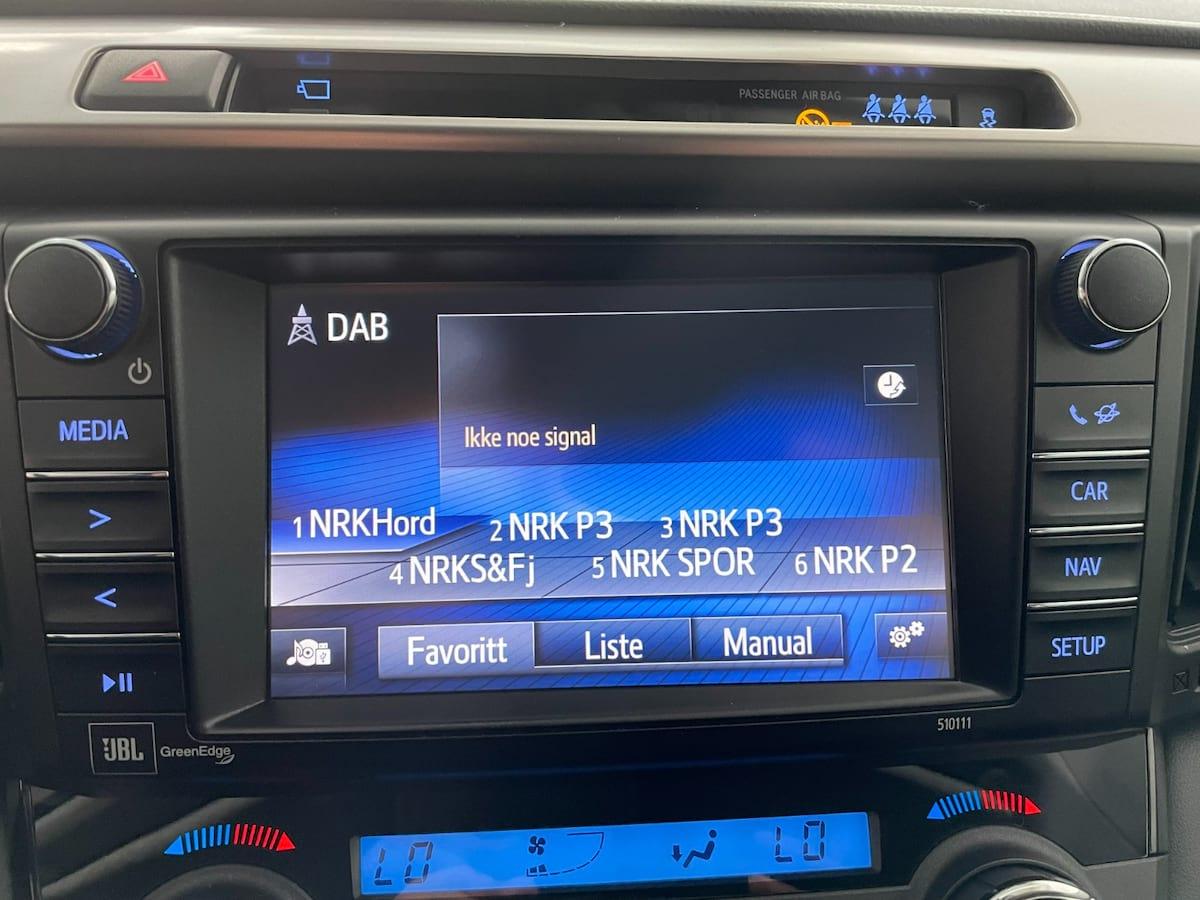 PASSENGER AIR BAG
DAB
MEDIA
Ikke noe signal
CAR
1 NRKHord 2 NRK P3 3 NRK P3
4 NRKS&Fj 5 NRK SPOR 6 NRK P2
NAV
Favoritt Liste Manual
SETUP
JBL GreenEdge
510111
LO LO